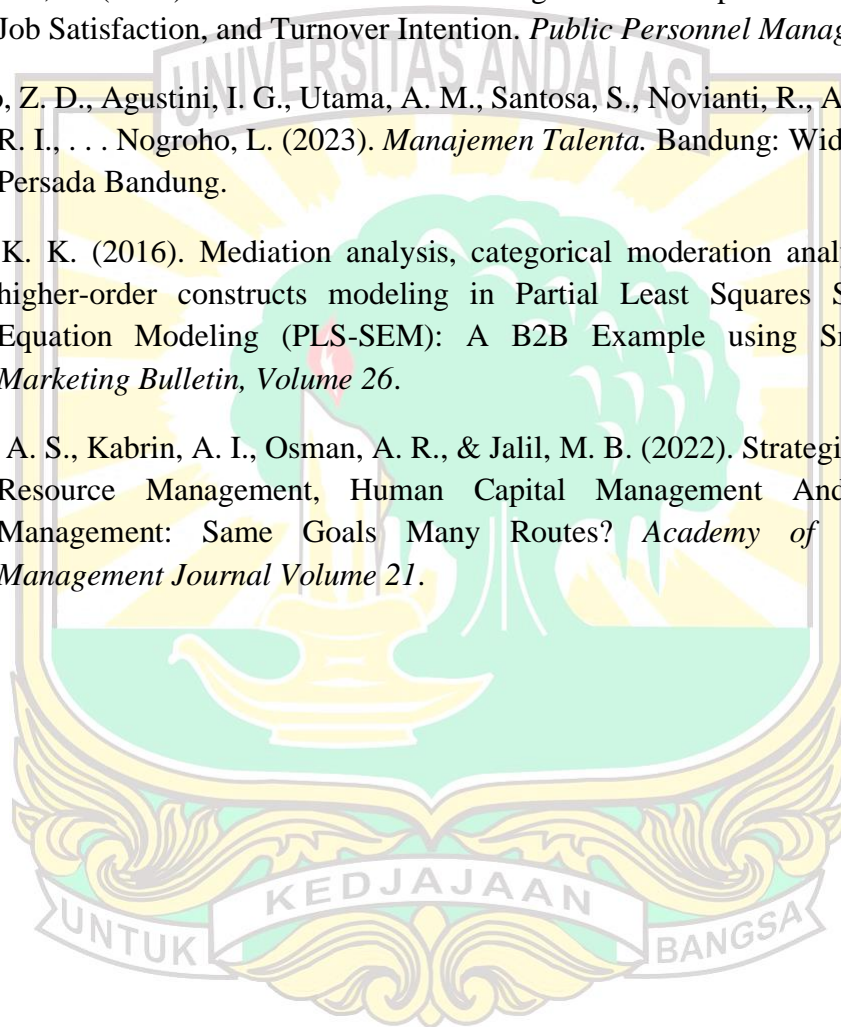 Job Satisfaction, and Turnover Intention. Public Personnel Manag
UNIVERSITAS ANDALAS
, Z. D., Agustini, I. G., Utama, A. M., Santosa, S., Novianti, R., A
R. I., . . . Nogroho, L. (2023). Manajemen Talenta. Bandung: Wid
Persada Bandung.
K. K. (2016). Mediation analysis, categorical moderation analy
higher-order constructs modeling in Partial Least Squares S
Equation Modeling (PLS-SEM): A B2B Example using Sm
Marketing Bulletin, Volume 26.
A. S., Kabrin, A. I., Osman, A. R., & Jalil, M. B. (2022). Strategi
Resource Management, Human Capital Management And
Management: Same Goals Many Routes? Academy of
Management Journal Volume 21.
KEDJAJAAN
UNTUK BANGSA